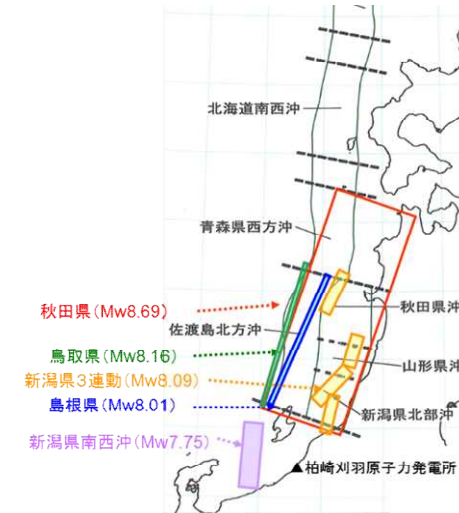 北海道南西沖
青森県西方沖
秋田県(Mw8.69)
佐渡島北方沖
秋田県沖
鳥取県(Mw8.16)
山形県沖
新潟県3連動(Mw8.09)
島根県(Mw8.01)
新潟県北部沖
新潟県南西沖(Mw7.75)
▲柏崎刈羽原子力発電所